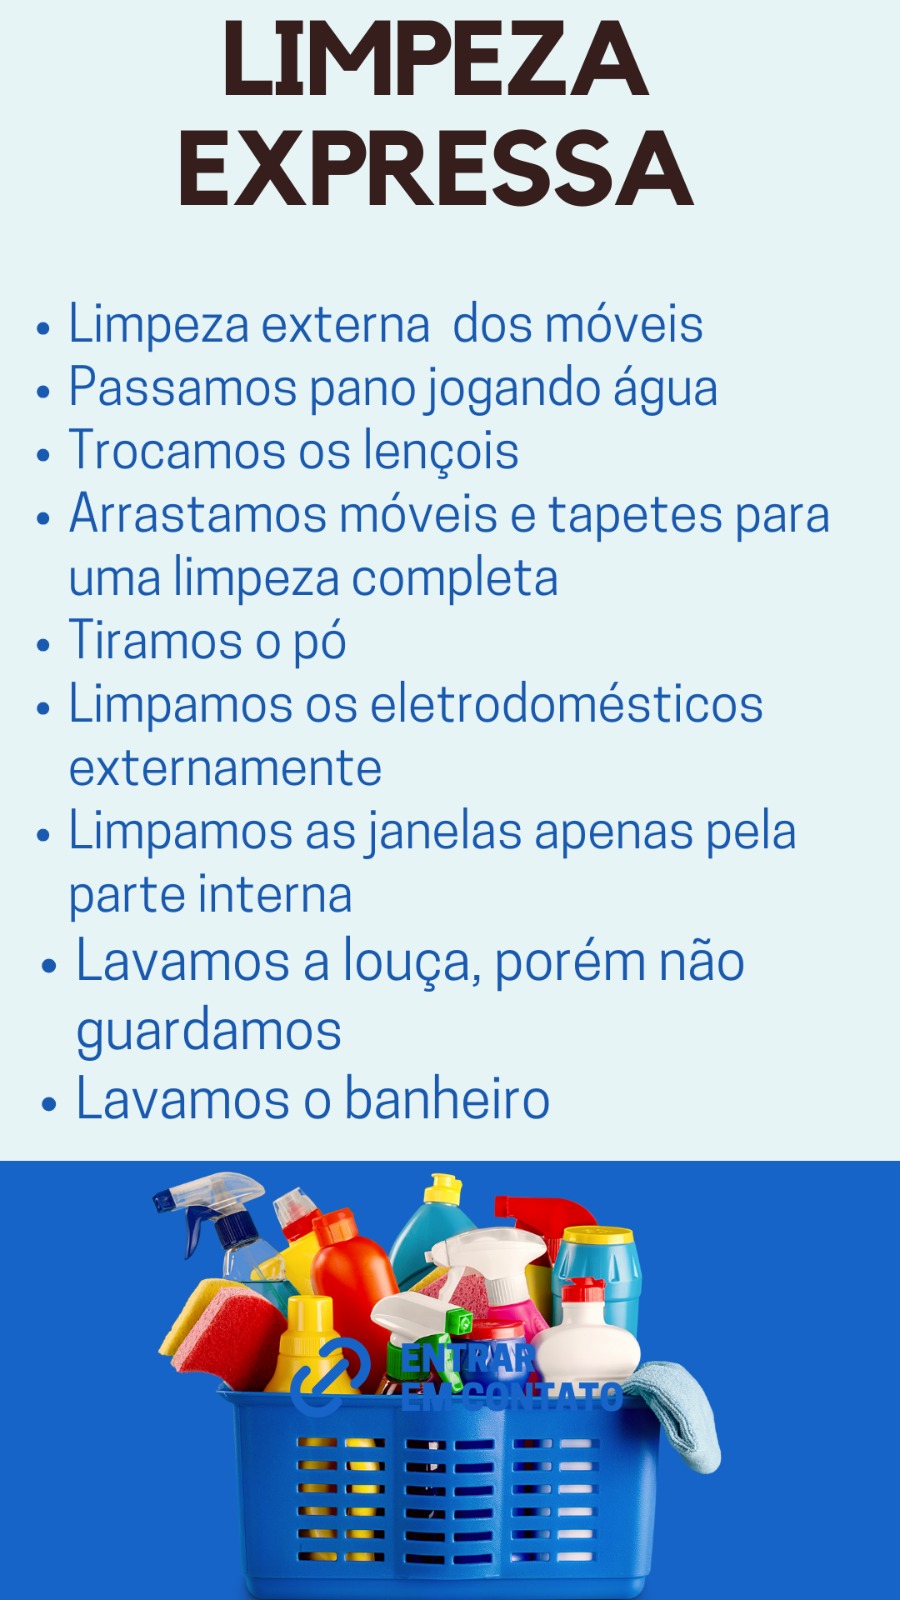 LIMPEZA
EXPRESSA
• Limpeza externa dos móveis
• Passamos pano jogando água
• Trocamos os lençois
• Arrastamos móveis e tapetes para
uma limpeza completa
• Tiramos o pó
• Limpamos os eletrodomésticos
externamente
• Limpamos as janelas apenas pela
parte interna
• Lavamos a louça, porém não
guardamos
• Lavamos o banheiro
ENTRAR
EM CONTATO